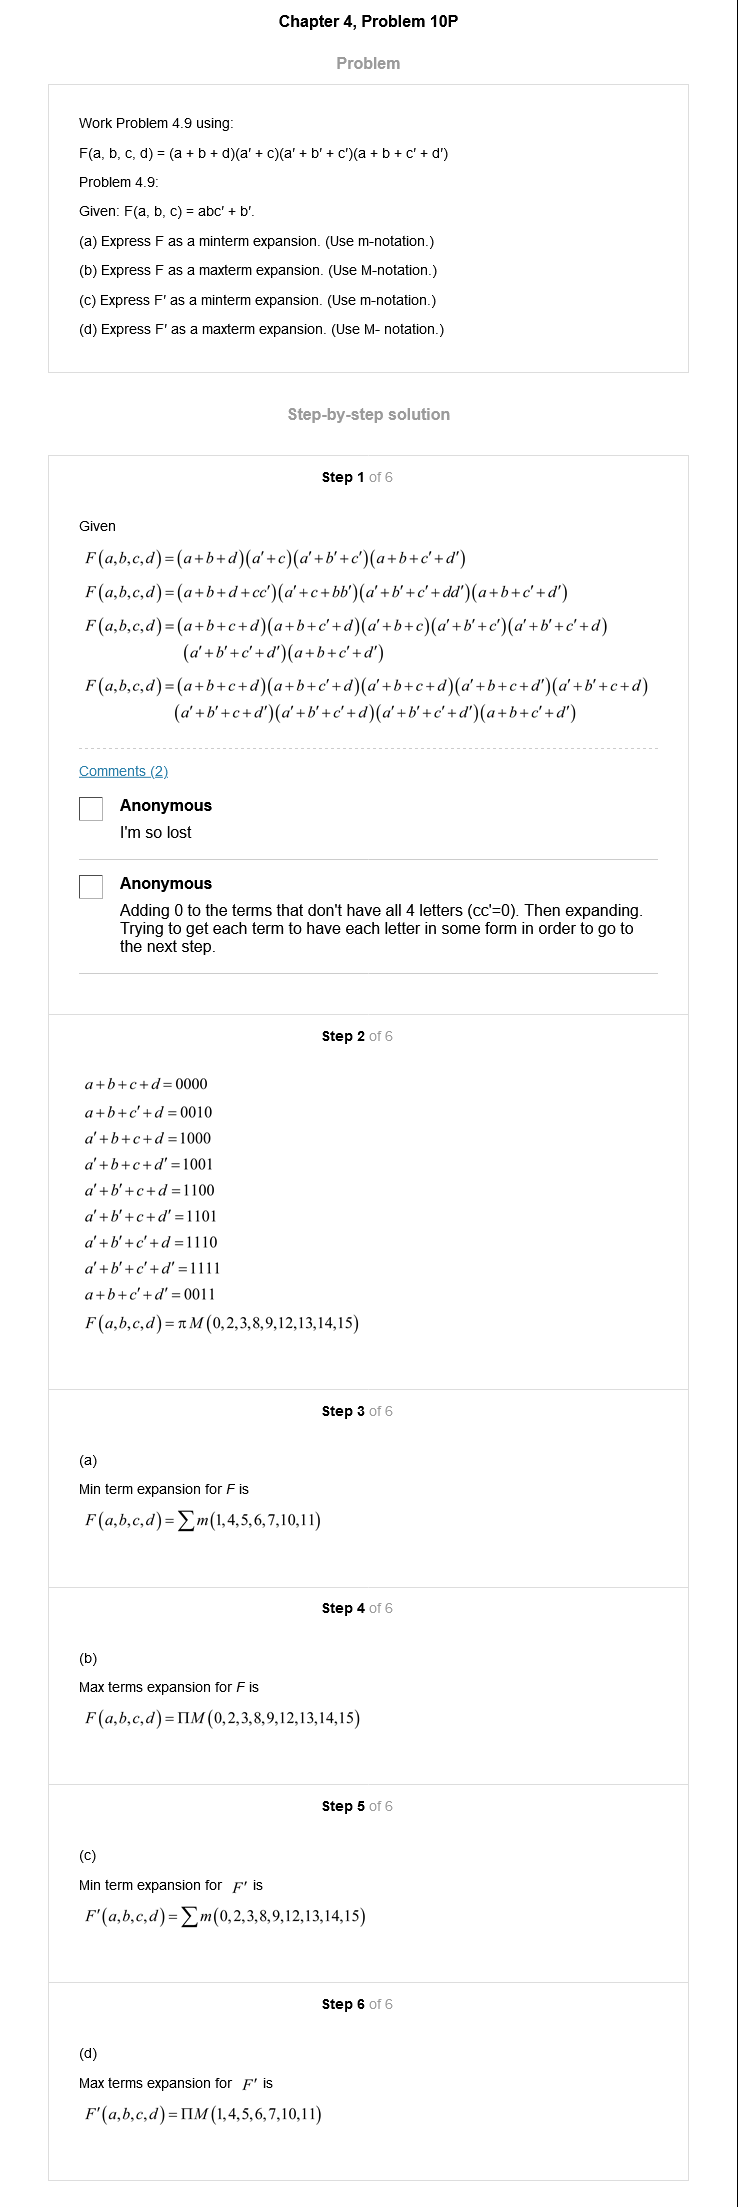 Chapter 4, Problem 10P
Problem
Work Problem 4.9 using:
F(a, b, c, d) = (a + b + d)(a′ + c)(a′ + b′ + c′)(a + b + c′ + d′)
Problem 4.9:
Given: F(a, b, c) = abc′ + b′.
(a) Express F as a minterm expansion. (Use m-notation.)
(b) Express F as a maxterm expansion. (Use M-notation.)
(c) Express F′ as a minterm expansion. (Use m-notation.)
(d) Express F′ as a maxterm expansion. (Use M- notation.)
Step-by-step solution
Step 1 of 6
Given
F(a,b,c,d)=(a+b+d)(a′+c)(a′+b′+c′)(a+b+c′+d′)
F(a,b,c,d)=(a+b+d+cc′)(a′+c+bb′)(a′+b′+c′+dd′)(a+b+c′+d′)
F(a,b,c,d)=(a+b+c+d)(a+b+c′+d)(a′+b+c)(a′+b′+c′)(a′+b′+c′+d)
(a′+b′+c′+d′)(a+b+c′+d′)
F(a,b,c,d)=(a+b+c+d)(a+b+c′+d)(a′+b+c+d)(a′+b+c+d′)(a′+b′+c+d)
(a′+b′+c+d′)(a′+b′+c′+d)(a′+b′+c′+d′)(a+b+c′+d′)
Comments (2)
Anonymous
I'm so lost
Anonymous
Adding 0 to the terms that don't have all 4 letters (cc'=0). Then expanding.
Trying to get each term to have each letter in some form in order to go to
the next step.
Step 2 of 6
a+b+c+d=0000
a+b+c′+d=0010
a′+b+c+d=1000
a′+b+c+d′=1001
a′+b′+c+d=1100
a′+b′+c+d′=1101
a′+b′+c′+d=1110
a′+b′+c′+d′=1111
a+b+c′+d′=0011
F(a,b,c,d)=π M(0,2,3,8,9,12,13,14,15)
Step 3 of 6
(a)
Min term expansion for F is
F(a,b,c,d)=∑m(1,4,5,6,7,10,11)
Step 4 of 6
(b)
Max terms expansion for F is
F(a,b,c,d)=ΠM(0,2,3,8,9,12,13,14,15)
Step 5 of 6
(c)
Min term expansion for F′ is
F′(a,b,c,d)=∑m(0,2,3,8,9,12,13,14,15)
Step 6 of 6
(d)
Max terms expansion for F′ is
F′(a,b,c,d)=ΠM(1,4,5,6,7,10,11)